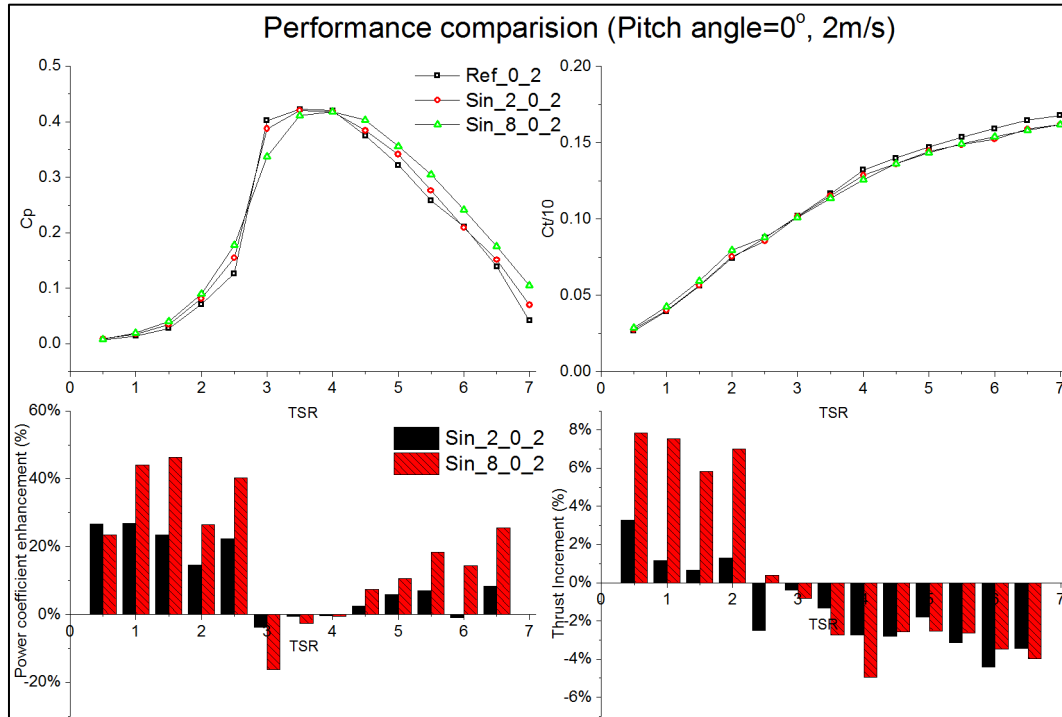 Performance comparision (Pitch angle=0°, 2m/s)
0.5
0.4
0.3
0.2
0.1
0.0
Cp
Ref_0_2
Sin_2_0_2
Sin_8_0_2
0 1 2 3 4 5 6 7
TSR
0.20
0.15
0.10
0.05
0.00
Ct/10
0 1 2 3 4 5 6 7
TSR
60%
40%
20%
0%
-20%
Power coefficient enhancement (%)
Sin_2_0_2
Sin_8_0_2
0 1 2 3 4 5 6 7
TSR
8%
6%
4%
2%
0%
-2%
-4%
-6%
Thrust Increment (%)
0 1 2 3 4 5 6 7
TSR